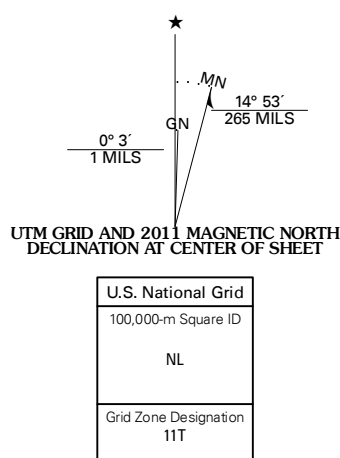 ★
MN
GN
14° 53´
265 MILS
0° 3´
1 MILS
UTM GRID AND 2011 MAGNETIC NORTH
DECLINATION AT CENTER OF SHEET
U.S. National Grid
100,000-m Square ID
NL
Grid Zone Designation
11T